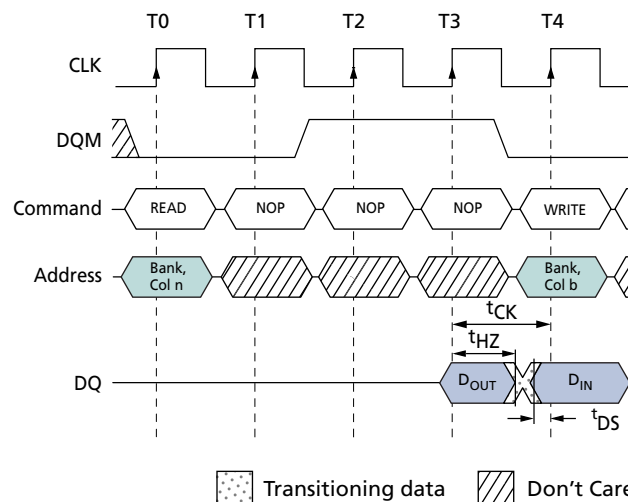 T0 T1 T2 T3 T4
CLK
DQM
Command READ NOP NOP NOP WRITE
Address Bank, Col n Bank, Col b
tCK
tHZ
DQ DOUT DIN
tDS
Transitioning data Don't Care